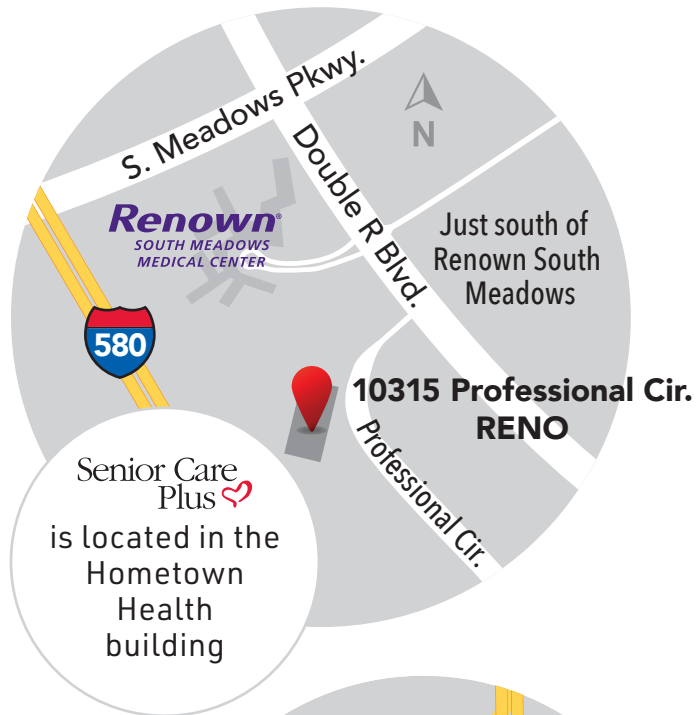 S. Meadows Pkwy.
N
Double R Blvd.
Renown®
SOUTH MEADOWS
MEDICAL CENTER
Just south of
Renown South
Meadows
580
10315 Professional Cir.
RENO
Professional Cir.
Senior Care
Plus
is located in the
Hometown
Health
building